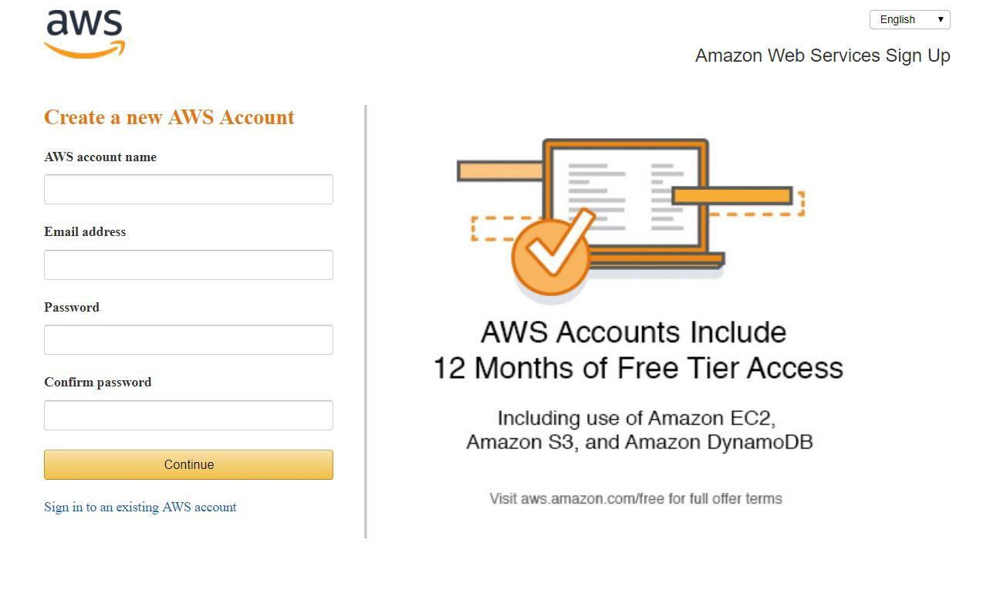 aws
English
Amazon Web Services Sign Up
Create a new AWS Account
AWS account name
Email address
Password
Confirm password
Continue
Sign in to an existing AWS account
AWS Accounts Include
12 Months of Free Tier Access
Including use of Amazon EC2,
Amazon S3, and Amazon DynamoDB
Visit aws.amazon.com/free for full offer terms